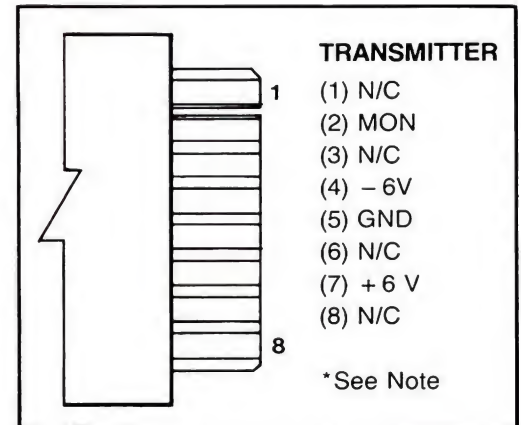 TRANSMITTER
1
(1) N/C
(2) MON
(3) N/C
(4) – 6V
(5) GND
(6) N/C
(7) + 6 V
(8) N/C
8
*See Note